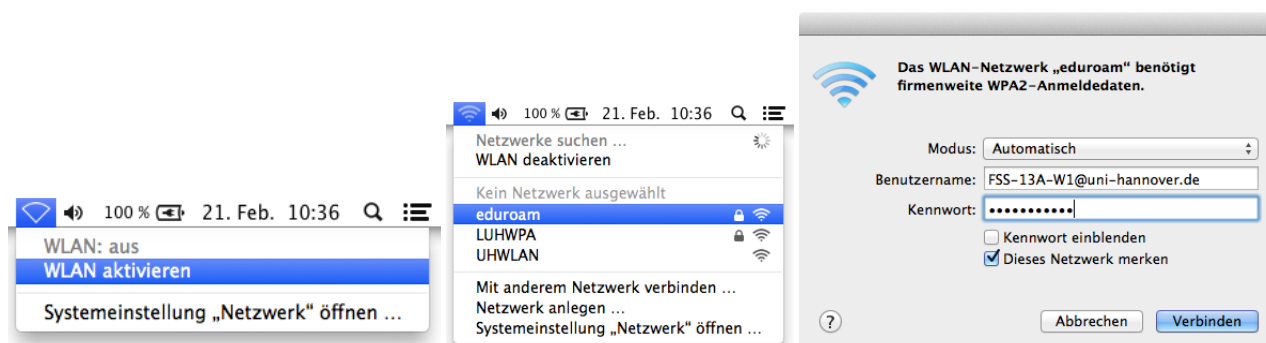 100 % 21. Feb. 10:36
WLAN: aus
WLAN aktivieren
Systemeinstellung „Netzwerk“ öffnen ...
100 % 21. Feb. 10:36
Netzwerke suchen ...
WLAN deaktivieren
Kein Netzwerk ausgewählt
eduroam
LUHWPA
UHWLAN
Mit anderem Netzwerk verbinden ...
Netzwerk anlegen ...
Systemeinstellung „Netzwerk“ öffnen ...
Das WLAN-Netzwerk „eduroam“ benötigt
firmenweite WPA2-Anmeldedaten.
Modus: Automatisch
Benutzername: FSS-13A-W1@uni-hannover.de
Kennwort: •••••••••••
Kennwort einblenden
Dieses Netzwerk merken
? Abbrechen Verbinden